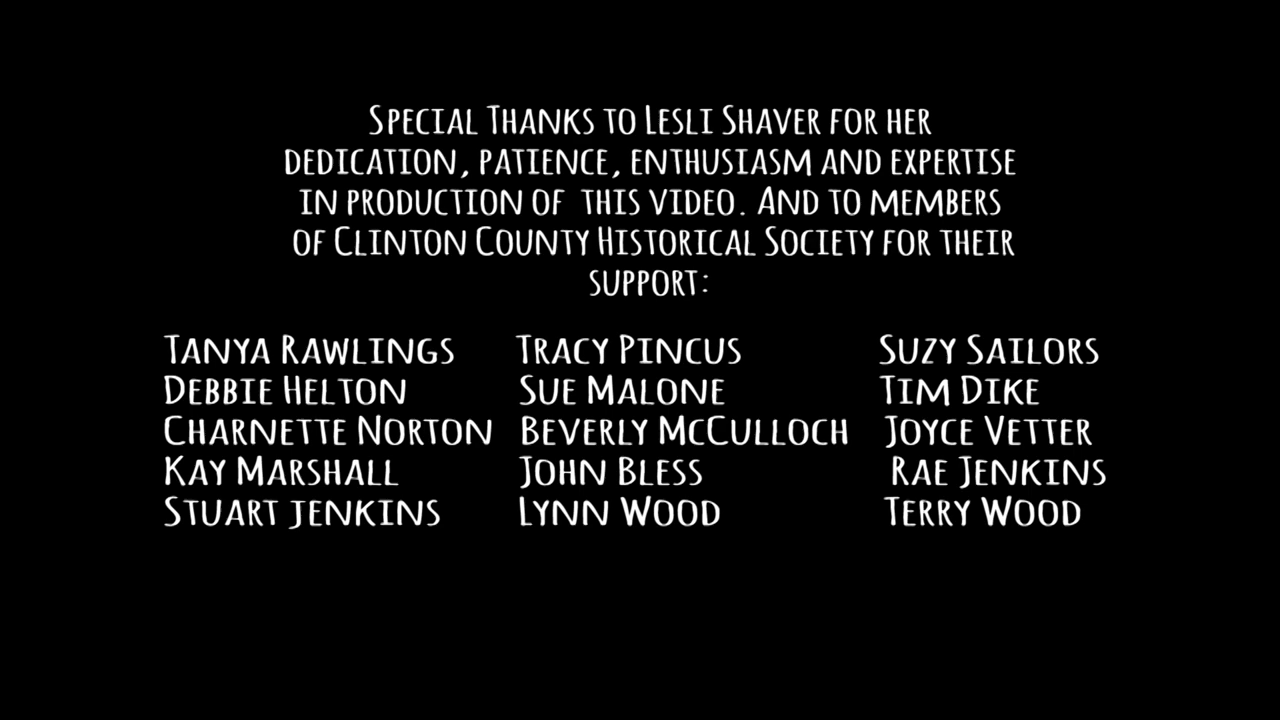 Special Thanks to Lesli Shaver for her
dedication, patience, enthusiasm and expertise
in production of this video. And to members
of Clinton County Historical Society for their
support:
Tanya Rawlings Tracy Pincus Suzy Sailors
Debbie Helton Sue Malone Tim Dike
Charnette Norton Beverly McCulloch Joyce Vetter
Kay Marshall John Bless Rae Jenkins
Stuart jenkins Lynn Wood Terry Wood